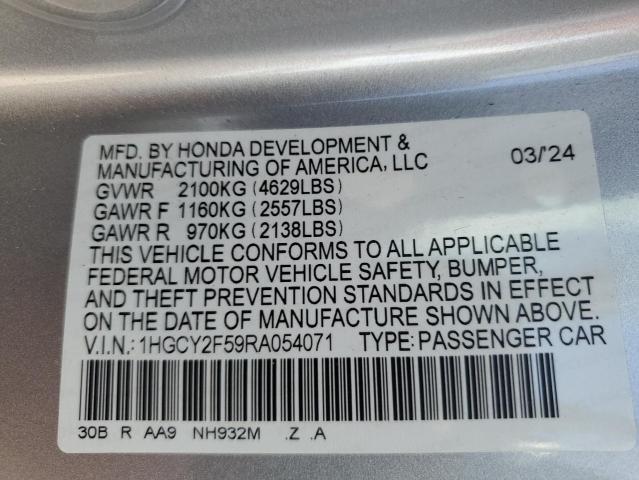 MFD. BY HONDA DEVELOPMENT &
MANUFACTURING OF AMERICA, LLC 03/'24
GVWR 2100KG (4629LBS)
GAWR F 1160KG (2557LBS)
GAWR R 970KG (2138LBS)
THIS VEHICLE CONFORMS TO ALL APPLICABLE
FEDERAL MOTOR VEHICLE SAFETY, BUMPER,
AND THEFT PREVENTION STANDARDS IN EFFECT
ON THE DATE OF MANUFACTURE SHOWN ABOVE.
V.I.N.: 1HGCY2F59RA054071 TYPE: PASSENGER CAR
30B R AA9 NH932M .Z .A